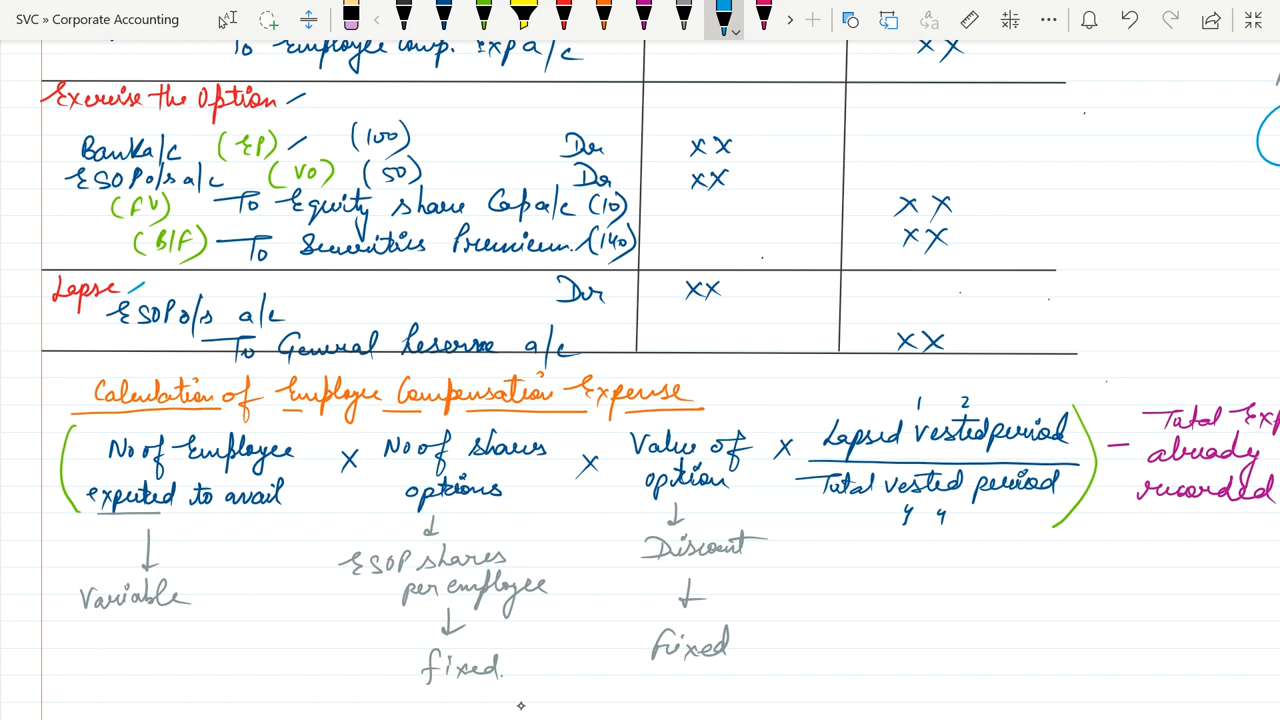 SVC » Corporate Accounting
To Employee Comp. Exp a/c
XX
Exercise the Option
Bank a/c (EP) (100) Dr XX
ESOP o/s a/c (VO) (50) Dr XX
(FV) To Equity share Cap a/c (10) XX
(B/F) To Securities Premium (140) XX
Lapse
ESOP o/s a/c Dr XX
To General Reserve a/c XX
Calculation of Employee Compensation Expense
1 2
(No of Employee × No of shares × Value of × Lapsed vested period) − Total Exp
expected to avail options option Total vested period already
recorded
4 4
ESOP shares Discount
per employee
Variable
fixed
fixed.